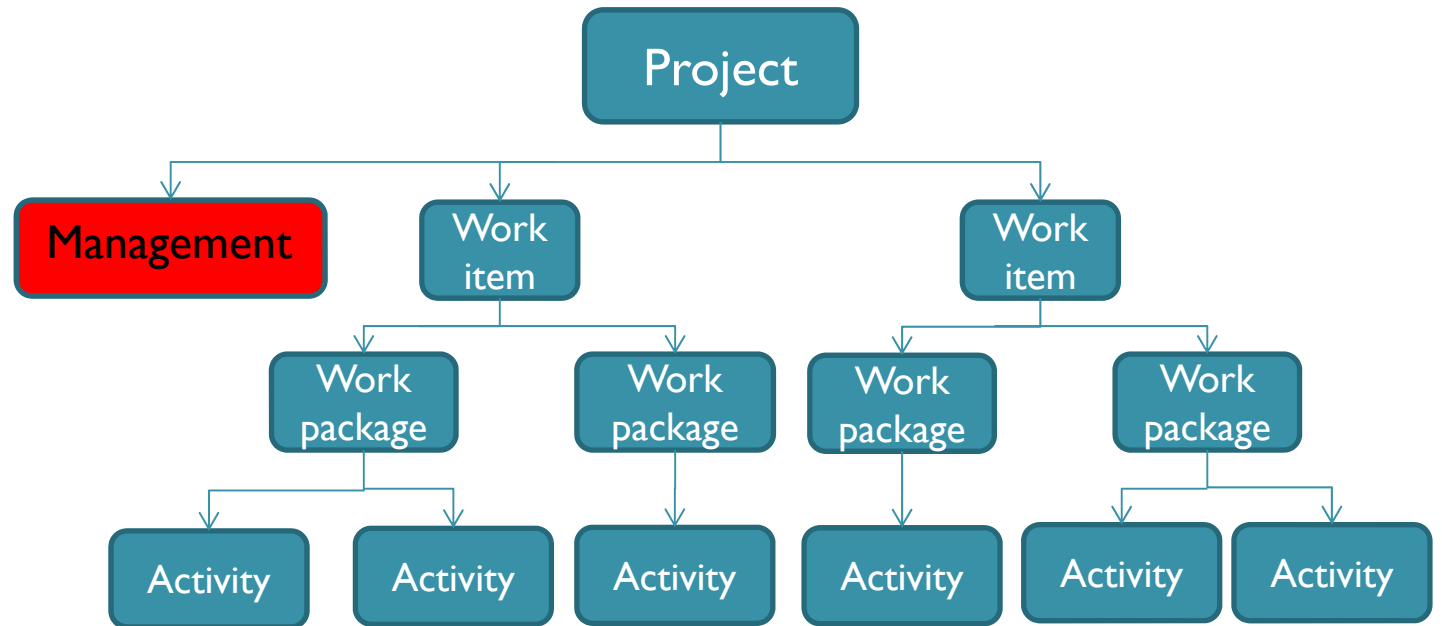 Project
Management
Work
item
Work
item
Work
package
Work
package
Work
package
Work
package
Activity
Activity
Activity
Activity
Activity
Activity